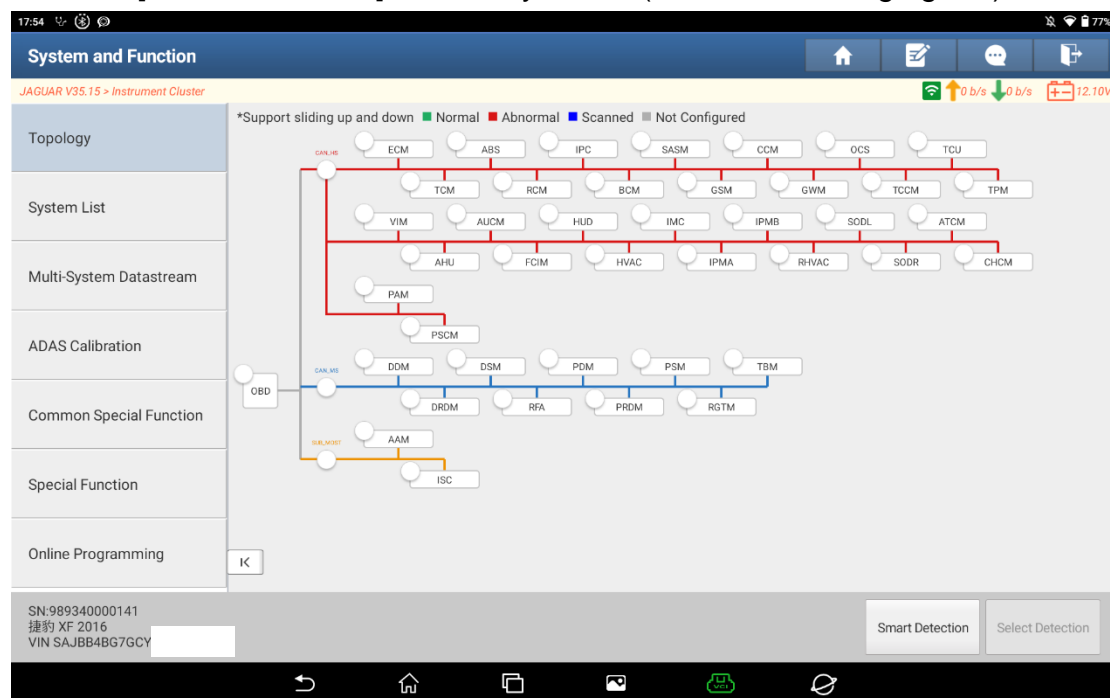 17:54
77%
System and Function
JAGUAR V35.15 > Instrument Cluster
0 b/s
0 b/s
12.10V
Topology
System List
Multi-System Datastream
ADAS Calibration
Common Special Function
Special Function
Online Programming
*Support sliding up and down Normal Abnormal Scanned Not Configured
CAN_HS
ECM ABS IPC SASM CCM OCS TCU
TCM RCM BCM GSM GWM TCCM TPM
VIM AUCM HUD IMC IPMB SODL ATCM
AHU FCIM HVAC IPMA RHVAC SODR CHCM
PAM
PSCM
OBD
CAN_MS
DDM DSM PDM PSM TBM
DRDM RFA PRDM RGTM
SUB_MOST
AAM
ISC
SN:989340000141
捷豹 XF 2016
VIN SAJBB4BG7GCY
Smart Detection
Select Detection
VCI